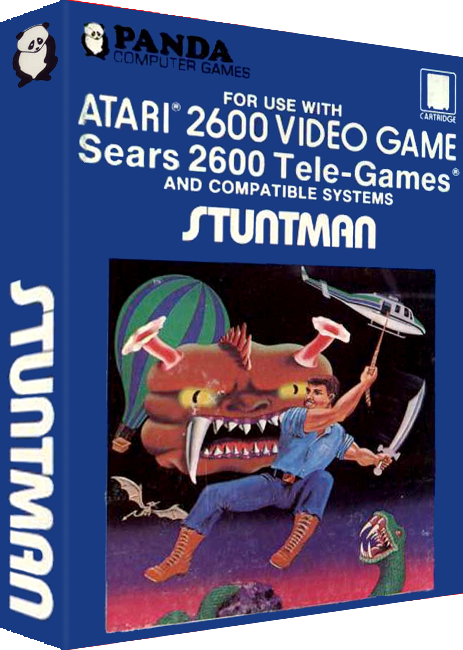 PANDA
COMPUTER GAMES
FOR USE WITH
CARTRIDGE
ATARI® 2600 VIDEO GAME
Sears 2600 Tele-Games®
AND COMPATIBLE SYSTEMS
STUNTMAN
STUNTMAN